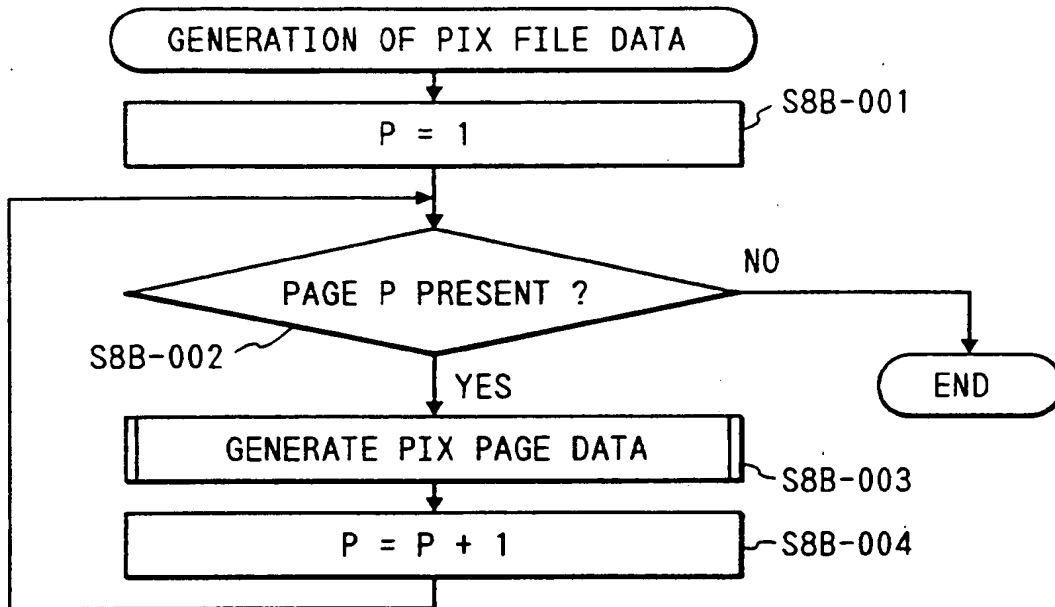 GENERATION OF PIX FILE DATA
P = 1
S8B-001
PAGE P PRESENT ?
NO
S8B-002
YES
END
GENERATE PIX PAGE DATA
S8B-003
P = P + 1
S8B-004